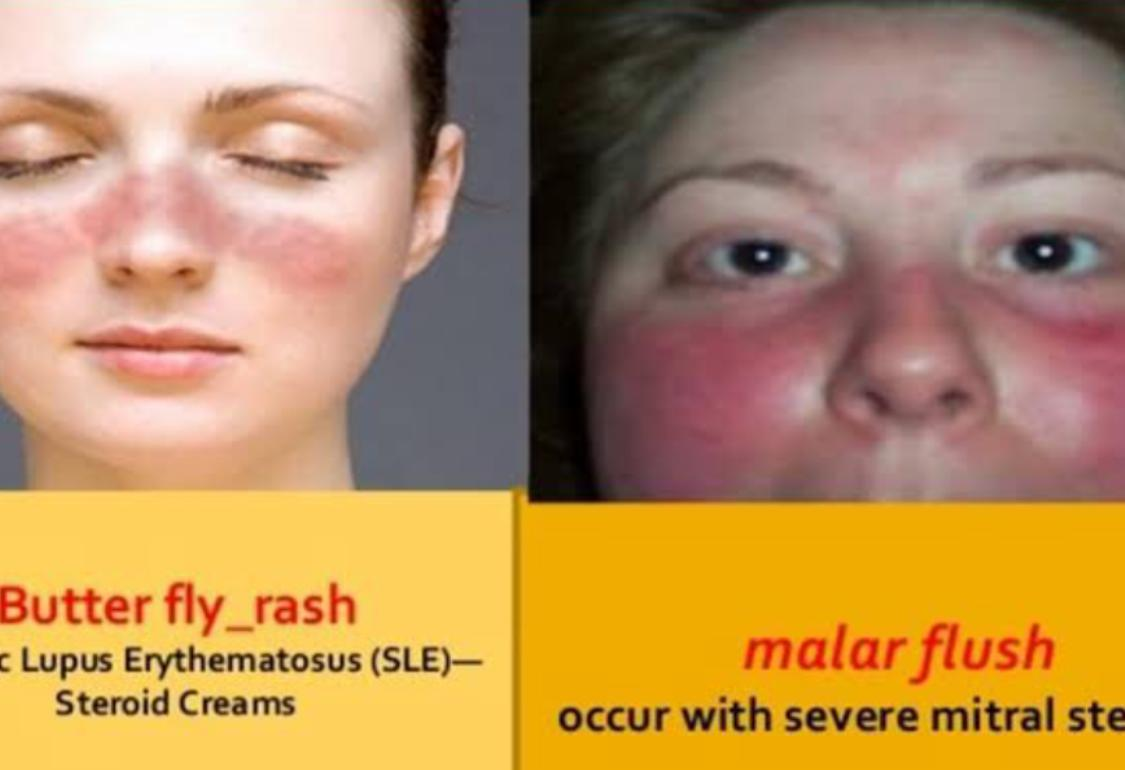 Butter fly_rash
c Lupus Erythematosus (SLE)—
Steroid Creams
malar flush
occur with severe mitral ste